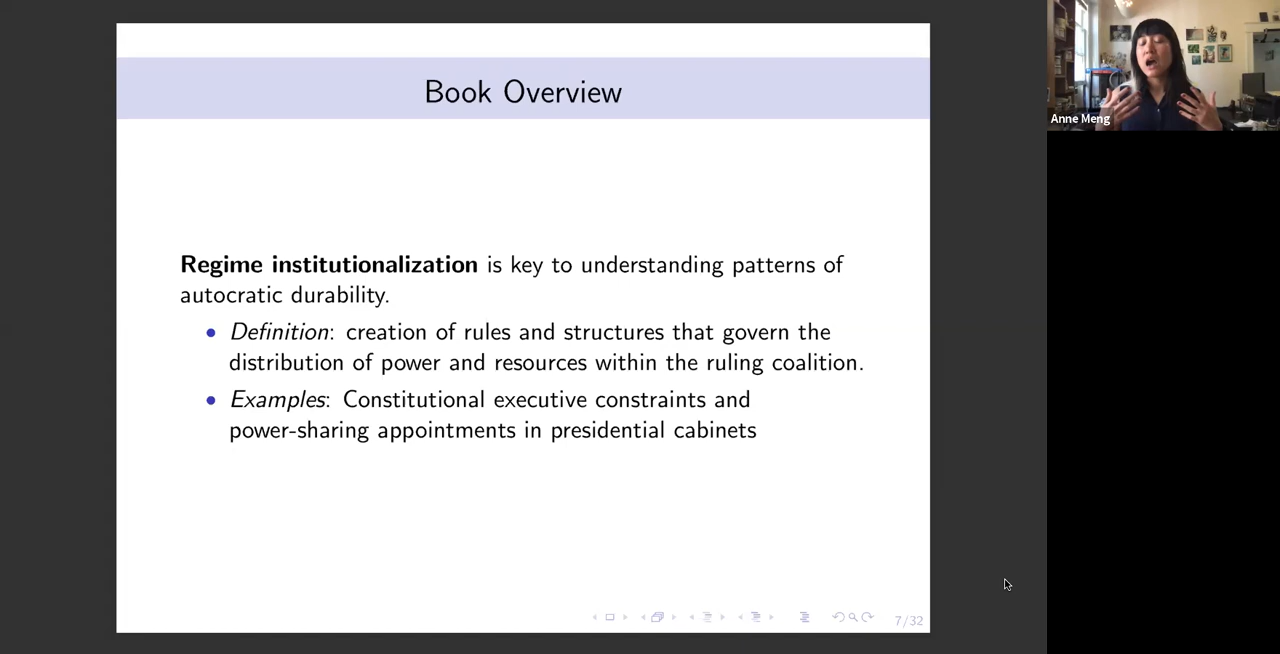 Book Overview
Regime institutionalization is key to understanding patterns of
autocratic durability.
• Definition: creation of rules and structures that govern the
distribution of power and resources within the ruling coalition.
• Examples: Constitutional executive constraints and
power-sharing appointments in presidential cabinets
7/32
Anne Meng